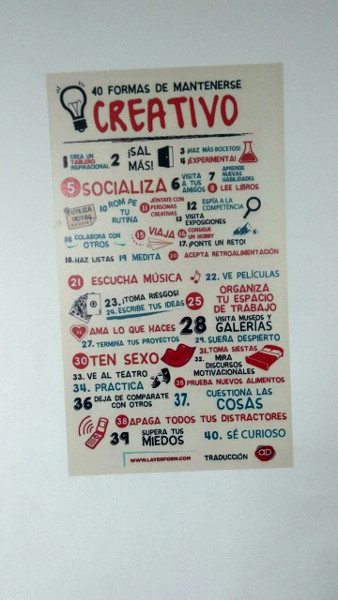 40 FORMAS DE MANTENERSE
CREATIVO
1 CREA UN TABLERO INSPIRACIONAL
2 ¡SAL MÁS!
3 ¡HAZ MÁS BOCETOS!
4 ¡EXPERIMENTA!
5 SOCIALIZA
6 VISITA A TUS AMIGOS
7 APRENDE NUEVAS HABILIDADES
8 LEE LIBROS
UTILIZA NOTAS
10 ROMPE TU RUTINA
11 JÚNTATE CON PERSONAS CREATIVAS
12 ESPÍA A LA COMPETENCIA
13 VISITA EXPOSICIONES
14 COLABORA CON OTROS
15 VIAJA
16 CONSIGUE UN HOBBY
17. ¡PONTE UN RETO!
18. HAZ LISTAS
19 MEDITA
20 ACEPTA RETROALIMENTACIÓN
21 ESCUCHA MÚSICA
22. VE PELÍCULAS
23. ¡TOMA RIESGOS!
24. ESCRIBE TUS IDEAS
25 ORGANIZA TU ESPACIO DE TRABAJO
AMA LO QUE HACES
27. TERMINA TUS PROYECTOS
28 VISITA MUSEOS Y GALERÍAS
29. SUEÑA DESPIERTO
30 TEN SEXO
31. TOMA SIESTAS
32. MIRA DISCURSOS MOTIVACIONALES
33. VE AL TEATRO
34. PRACTICA
35 PRUEBA NUEVOS ALIMENTOS
36 DEJA DE COMPARATE CON OTROS
37. CUESTIONA LAS COSAS
38 APAGA TODOS TUS DISTRACTORES
39 SUPERA TUS MIEDOS
40. SÉ CURIOSO
WWW.LAYERFORM.COM
TRADUCCIÓN